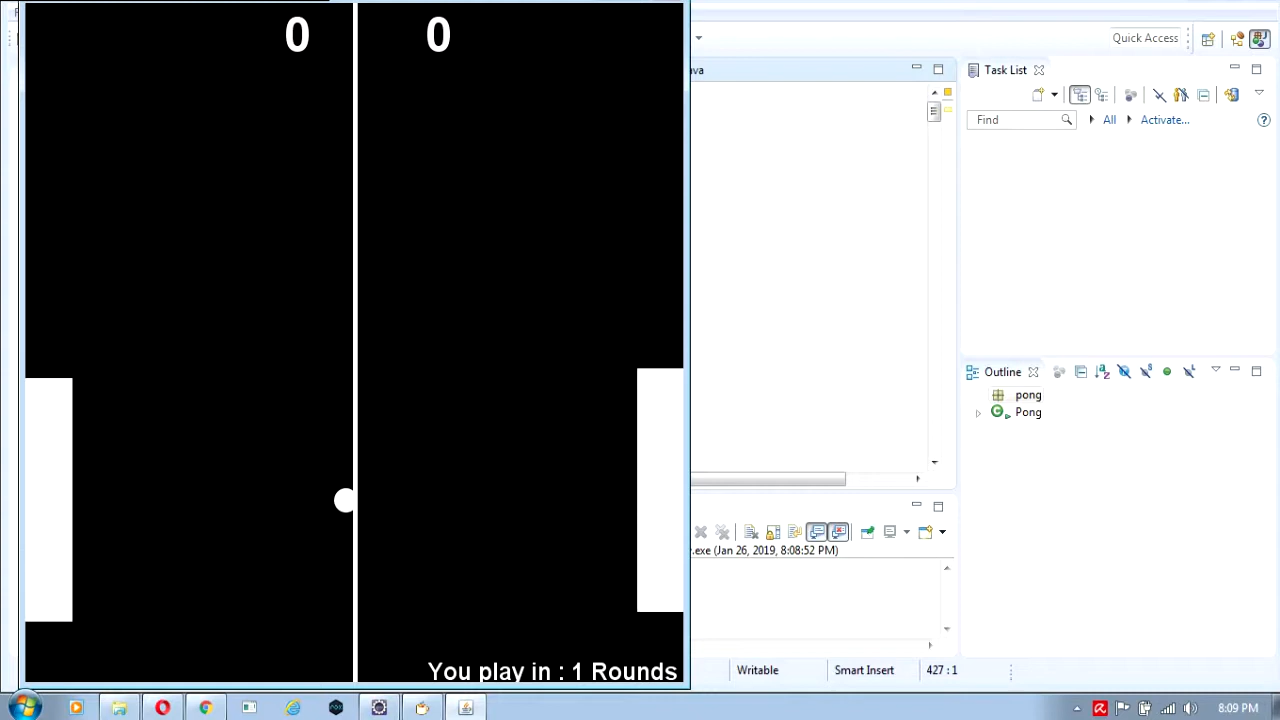 0 0
You play in : 1 Rounds
Quick Access
ava
Task List
Find
All
Activate...
Outline
pong
Pong
.exe (Jan 26, 2019, 8:08:52 PM)
Writable
Smart Insert
427 : 1
8:09 PM